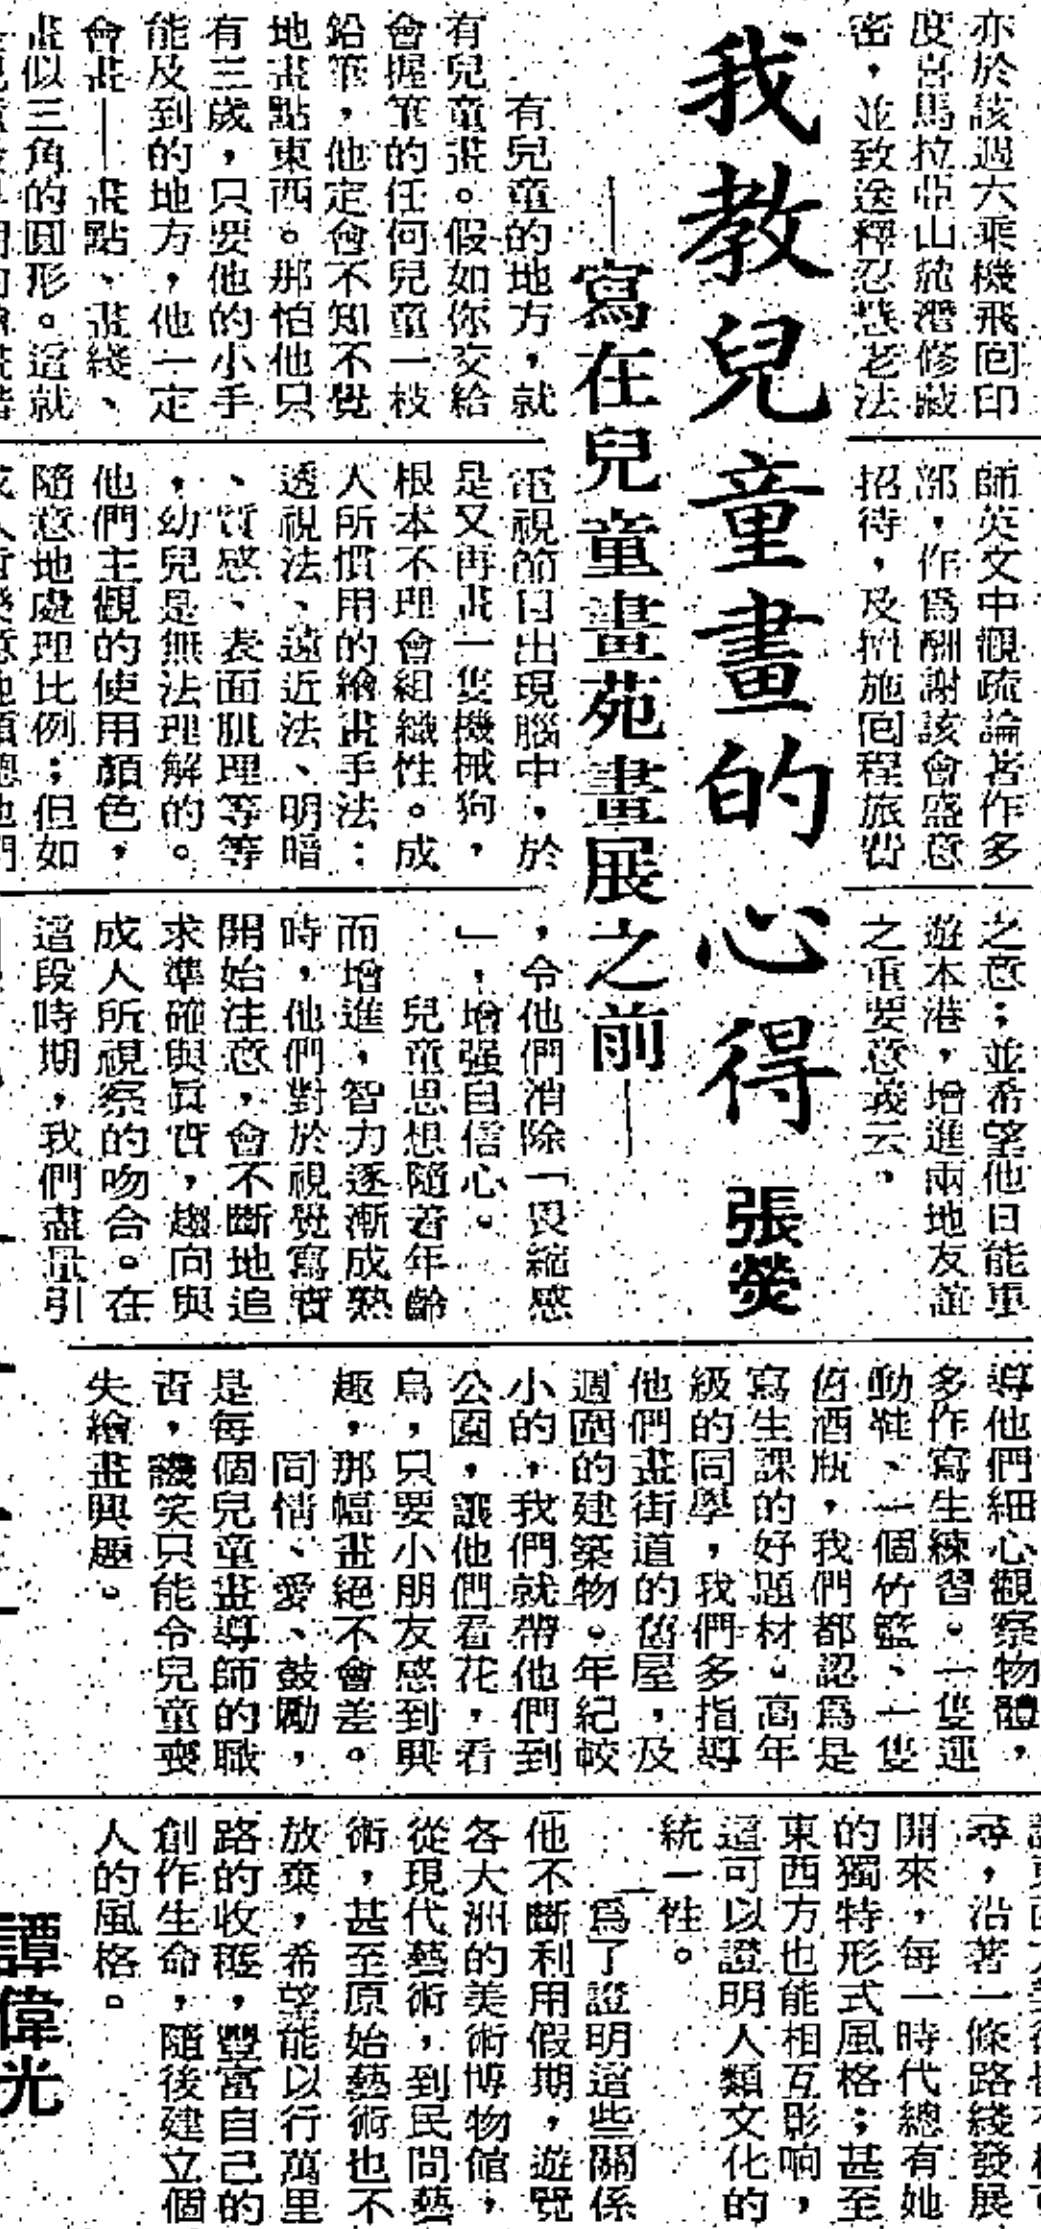 亦於該週六乘機飛囘印
度喜馬拉亞山麓潛修藏
密，並致送釋忍慧老法
師英文中觀疏論著作多
部，作爲酬謝該會盛意
招待，及捐施囘程旅費
之意；並希望他日能重
遊本港，增進兩地友誼
之重要意義云，
我教兒童畫的心得
張熒
——寫在兒童畫苑畫展之前——
有兒童的地方，就
有兒童畫。假如你交給
會握筆的任何兒童一枝
鉛筆，他定會不知不覺
地畫點東西。那怕他只
有三歲，只要他的小手
能及到的地方，他一定
會畫——畫點、畫綫、
畫似三角的圓形。這就
電視節目出現腦中，於
是又再畫一隻機械狗，
根本不理會組織性。成
人所慣用的繪畫手法：
透視法、遠近法、明暗
、質感、表面肌理等等
，幼兒是無法理解的。
他們主觀的使用顏色，
隨意地處理比例；但如
，令他們消除「畏縮感
」，增强自信心。
兒童思想隨著年齡
而增進，智力逐漸成熟
時，他們對於視覺寫實
開始注意，會不斷地追
求準確與眞實，趨向與
成人所視察的吻合。在
這段時期，我們盡量引
導他們細心觀察物體，
多作寫生練習。一隻運
動鞋、一個竹籃、一隻
舊酒瓶，我們都認爲是
寫生課的好題材。高年
級的同學，我們多指導
他們畫街道的舊屋，及
週圍的建築物。年紀較
小的，我們就帶他們到
公園，讓他們看花，看
鳥，只要小朋友感到興
趣，那幅畫絕不會差。
同情、愛、鼓勵，
是每個兒童畫導師的職
責，譏笑只能令兒童喪
失繪畫興趣。
尋，沿著一條路綫發展
開來，每一時代總有她
的獨特形式風格；甚至
東西方也能相互影响，
這可以證明人類文化的
統一性。
爲了證明這些關係
他不斷利用假期，遊覽
各大洲的美術博物館，
從現代藝術，到民間藝
術，甚至原始藝術也不
放棄，希望能以行萬里
路的收穫，豐富自己的
創作生命，隨後建立個
人的風格。
譚偉光